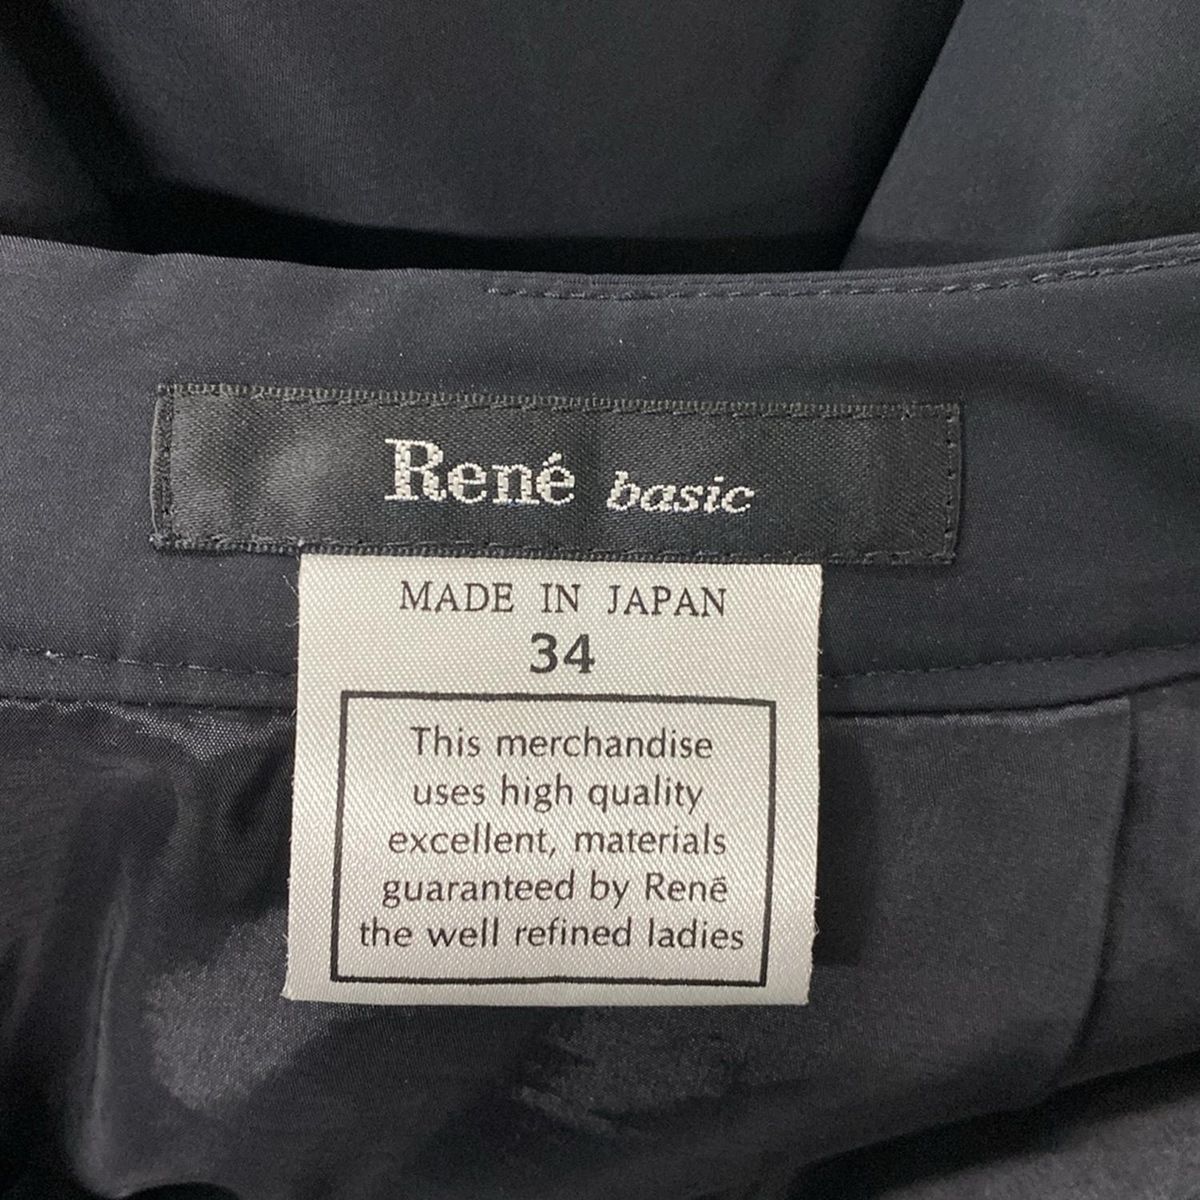 René basic
MADE IN JAPAN
34
This merchandise
uses high quality
excellent, materials
guaranteed by René
the well refined ladies